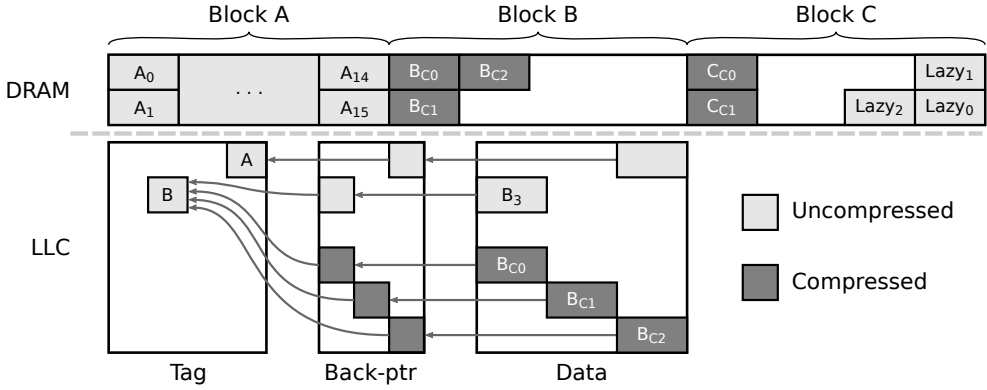 Block A Block B Block C
DRAM
A0 ... A14 BC0 BC2 CC0 Lazy1
A1 A15 BC1 CC1 Lazy2 Lazy0
LLC
A
B B3
BC0
BC1
BC2
Uncompressed
Compressed
Tag Back-ptr Data